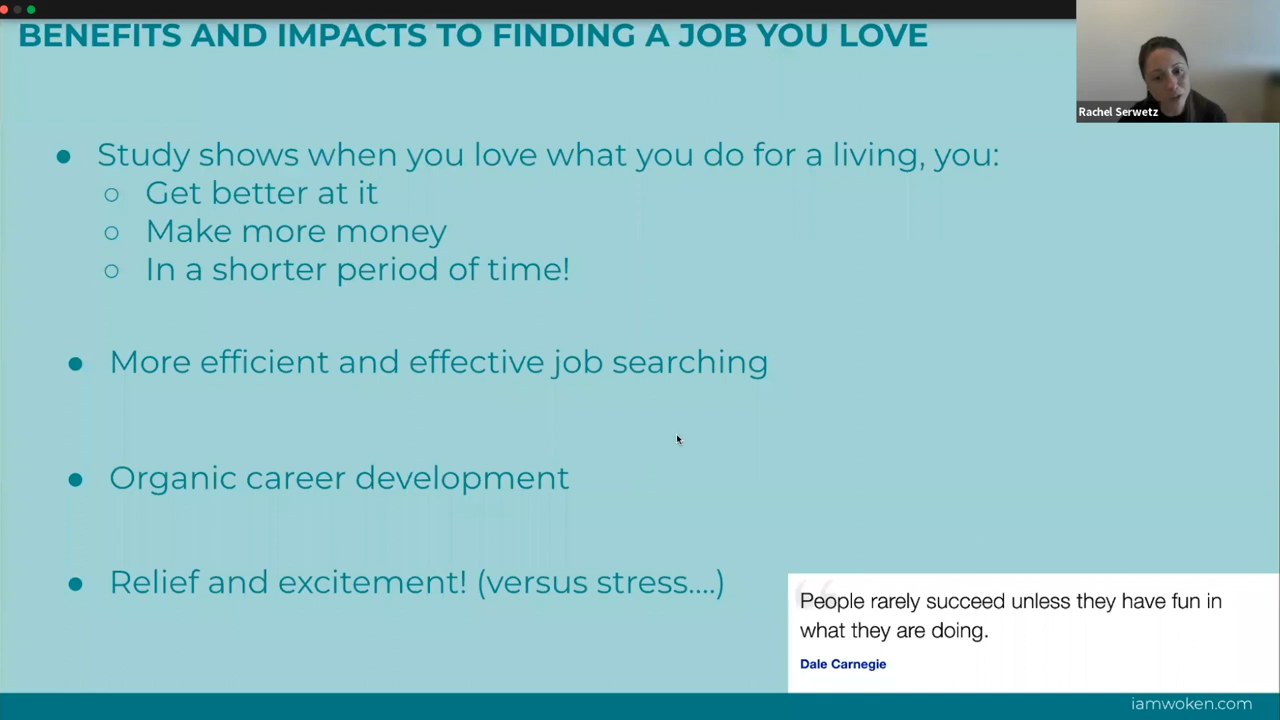 BENEFITS AND IMPACTS TO FINDING A JOB YOU LOVE
Rachel Serwetz
● Study shows when you love what you do for a living, you:
○ Get better at it
○ Make more money
○ In a shorter period of time!
● More efficient and effective job searching
● Organic career development
● Relief and excitement! (versus stress....)
“
People rarely succeed unless they have fun in
what they are doing.
Dale Carnegie
iamwoken.com